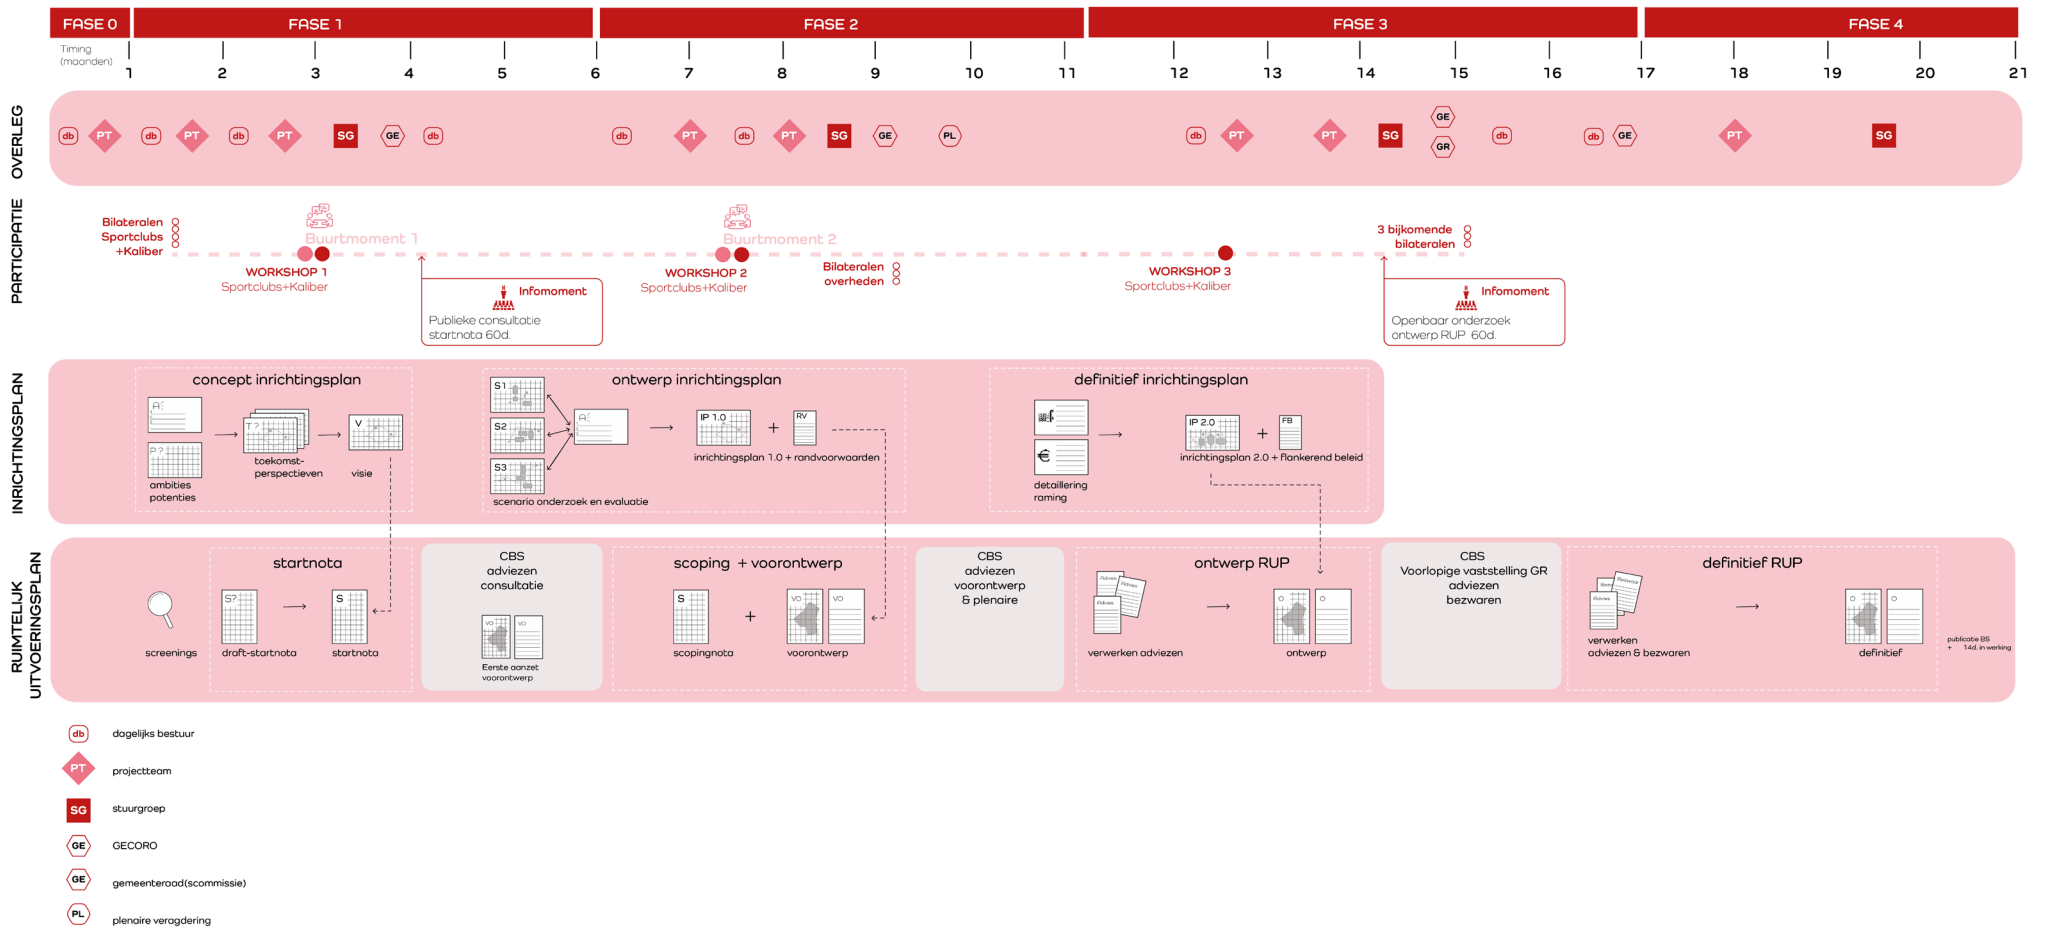 FASE 0
FASE 1
FASE 2
FASE 3
FASE 4
Timing
(maanden)
1 2 3 4 5 6 7 8 9 10 11 12 13 14 15 16 17 18 19 20 21
OVERLEG
db PT db PT db PT SG GE db db PT db PT SG GE PL db PT PT SG GE GR db db GE PT SG
PARTICIPATIE
Bilateralen
Sportclubs
+Kaliber
Buurtmoment 1
WORKSHOP 1
Sportclubs+Kaliber
Infomoment
Publieke consultatie
startnota 60d.
Buurtmoment 2
WORKSHOP 2
Sportclubs+Kaliber
Bilateralen
overheden
WORKSHOP 3
Sportclubs+Kaliber
3 bijkomende
bilateralen
Infomoment
Openbaar onderzoek
ontwerp RUP 60d.
INRICHTINGSPLAN
concept inrichtingsplan
A
P?
ambities
potenties
T?
toekomst-
perspectieven
V
visie
ontwerp inrichtingsplan
S1
S2
S3
A
scenario onderzoek en evaluatie
IP 1.0
+
RV
inrichtingsplan 1.0 + randvoorwaarden
definitief inrichtingsplan
€
detaillering
raming
IP 2.0
+
FB
inrichtingsplan 2.0 + flankerend beleid
RUIMTELIJK
UITVOERINGSPLAN
screenings
startnota
S?
draft-startnota
S
startnota
CBS
adviezen
consultatie
VO
VO
Eerste aanzet
voorontwerp
scoping + voorontwerp
S
scopingnota
+
VO
VO
voorontwerp
CBS
adviezen
voorontwerp
& plenaire
ontwerp RUP
Advies
Advies
Advies
verwerken adviezen
O
O
ontwerp
CBS
Voorlopige vaststelling GR
adviezen
bezwaren
definitief RUP
Bezwaar
Advies
verwerken
adviezen & bezwaren
O
O
definitief
publicatie BS
+ 14d. in werking
db dagelijks bestuur
PT projectteam
SG stuurgroep
GE GECORO
GE gemeenteraad(scommissie)
PL plenaire veragdering